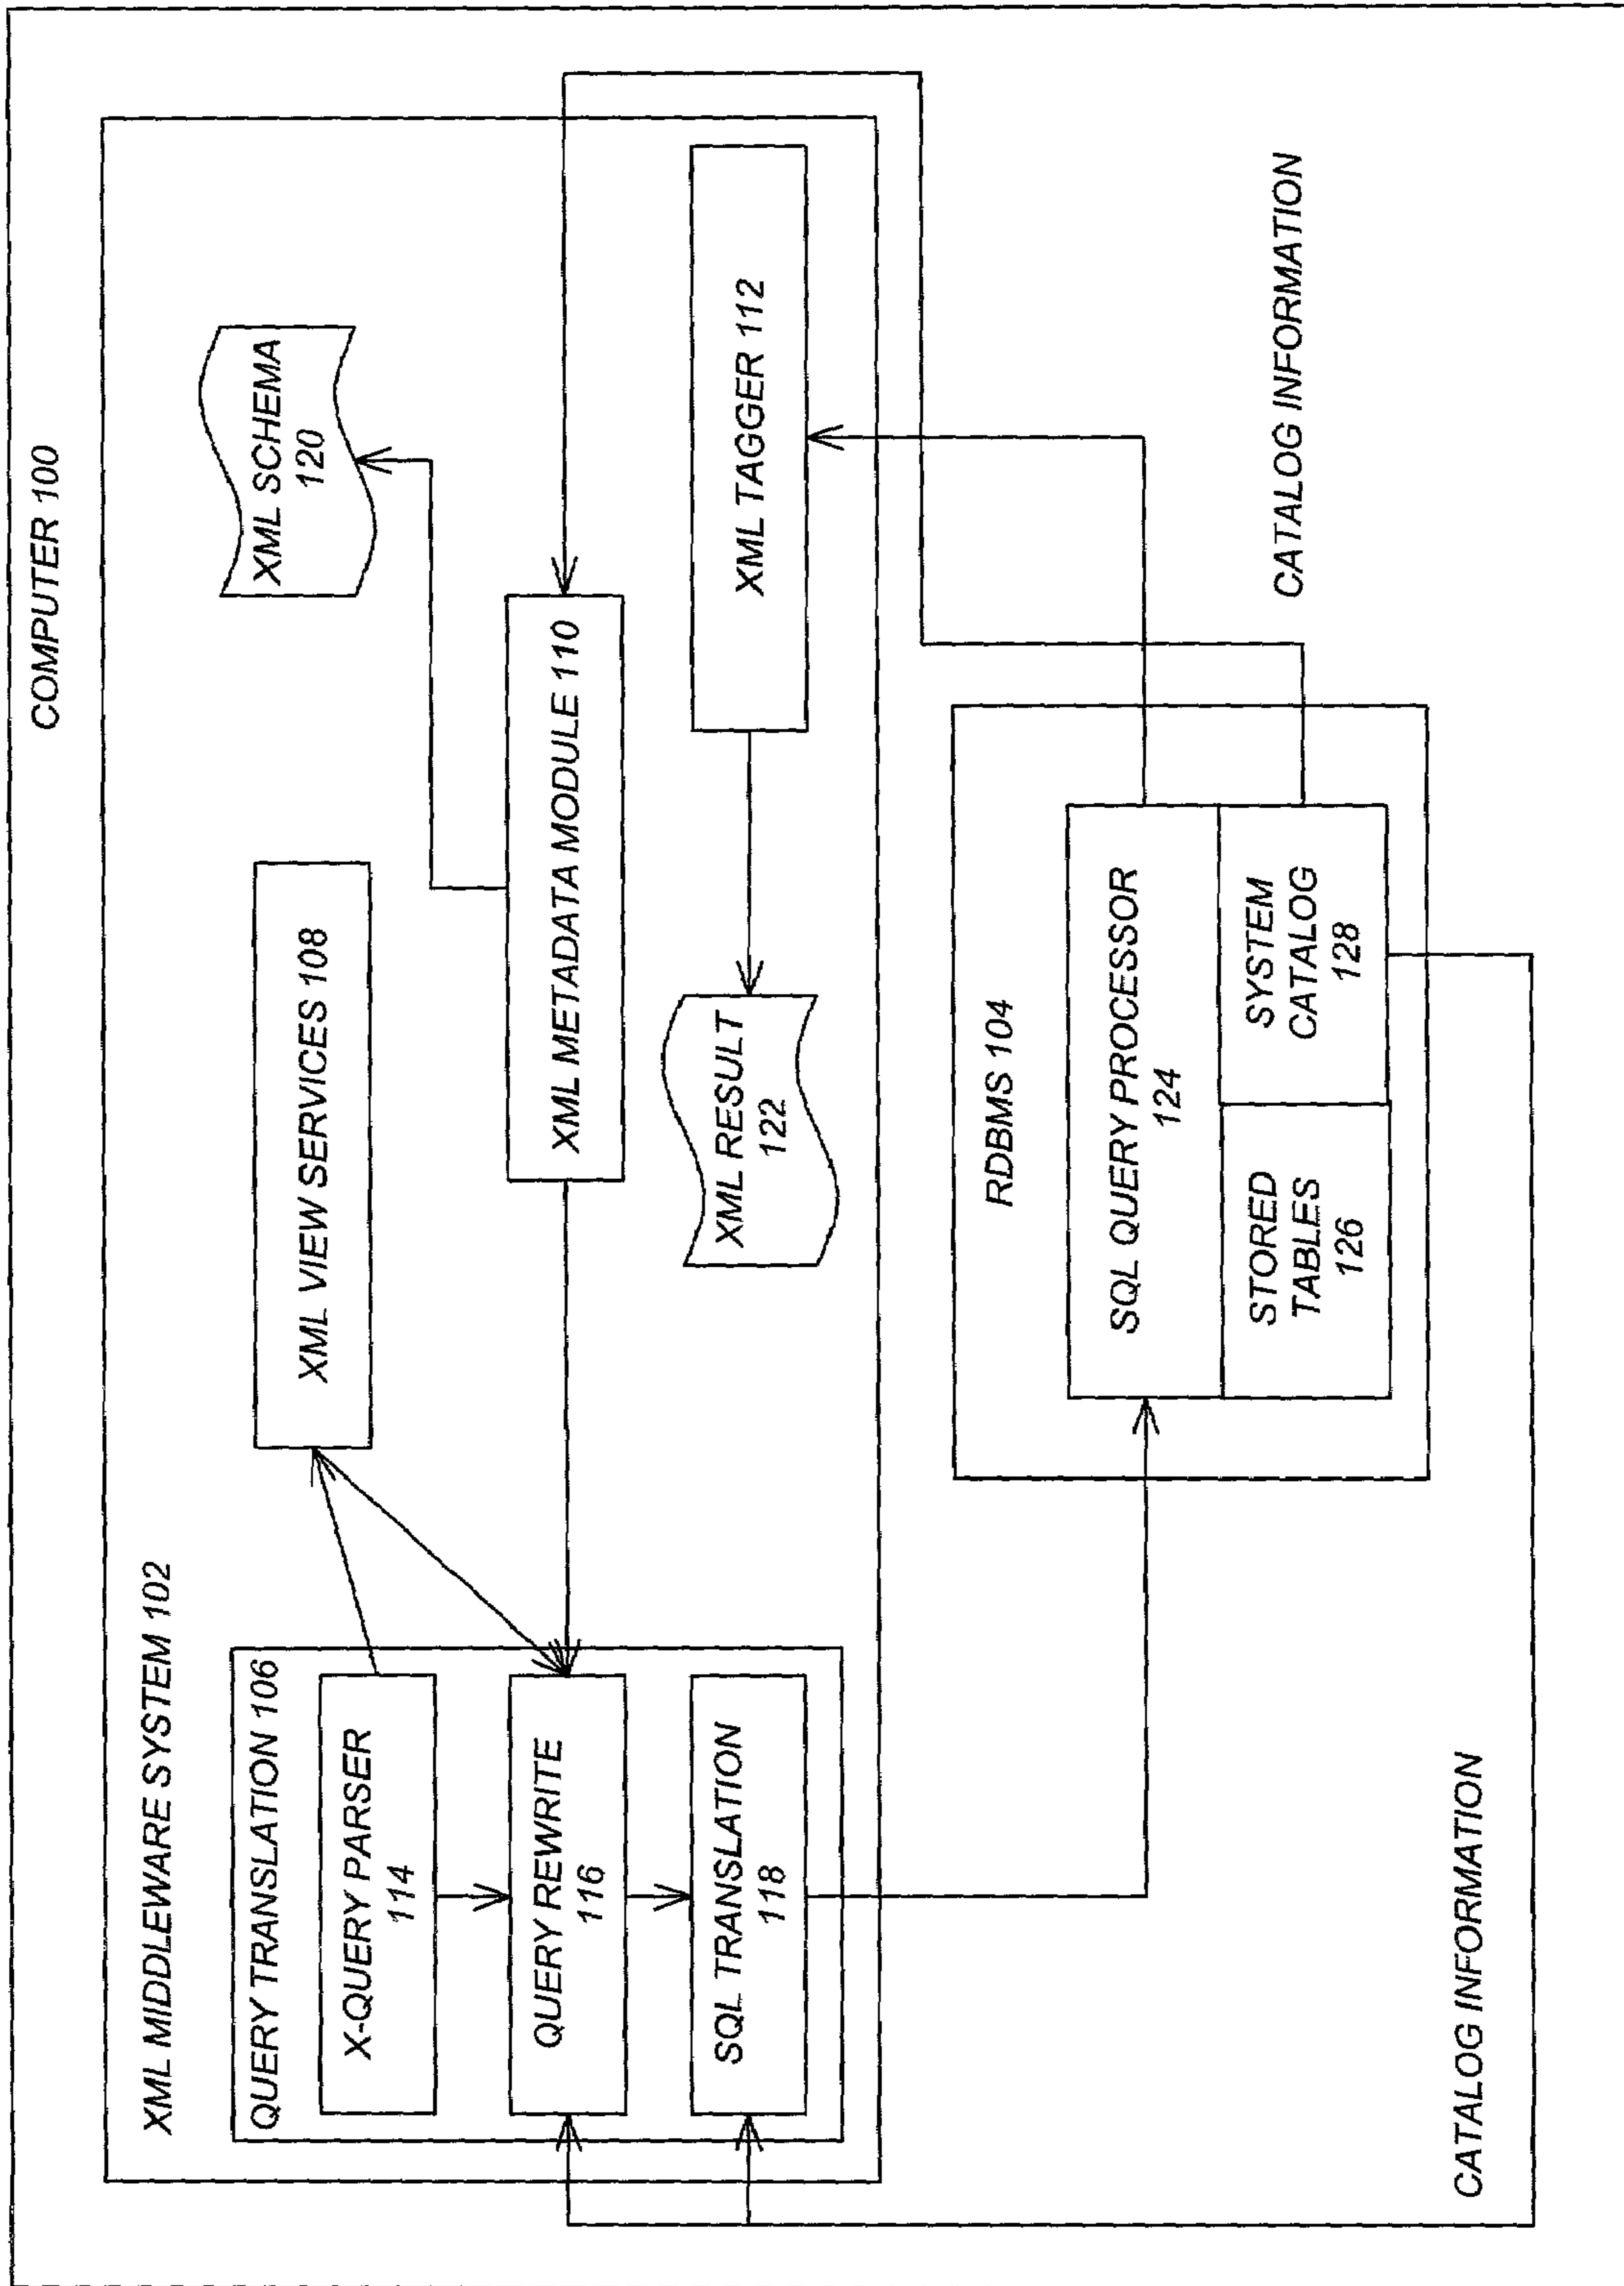 COMPUTER 100
XML MIDDLEWARE SYSTEM 102
QUERY TRANSLATION 106
X-QUERY PARSER
114
QUERY REWRITE
116
SQL TRANSLATION
118
XML VIEW SERVICES 108
XML SCHEMA
120
XML METADATA MODULE 110
XML RESULT
122
XML TAGGER 112
RDBMS 104
SQL QUERY PROCESSOR
124
STORED
TABLES
126
SYSTEM
CATALOG
128
CATALOG INFORMATION
CATALOG INFORMATION